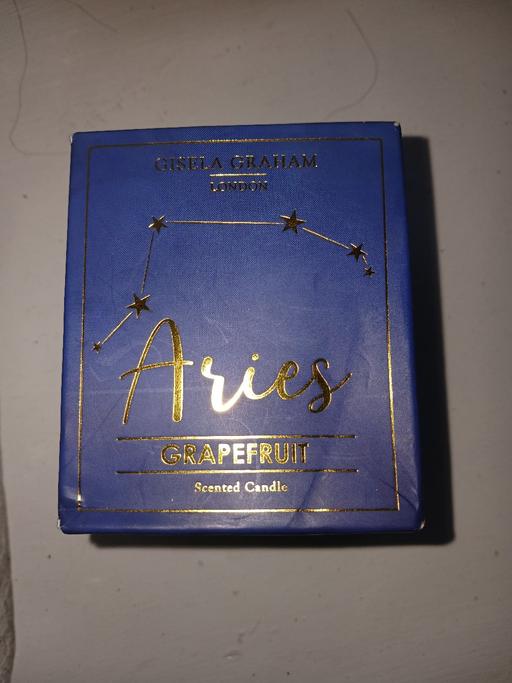 GISELA GRAHAM
LONDON
Aries
GRAPEFRUIT
Scented Candle